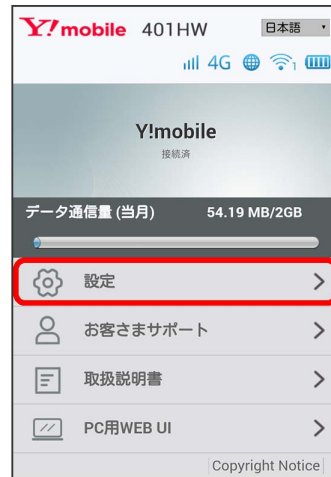 Y!mobile 401HW 日本語
4G 1
Y!mobile
接続済
データ通信量 (当月) 54.19 MB/2GB
設定
お客さまサポート
取扱説明書
PC用WEB UI
Copyright Notice